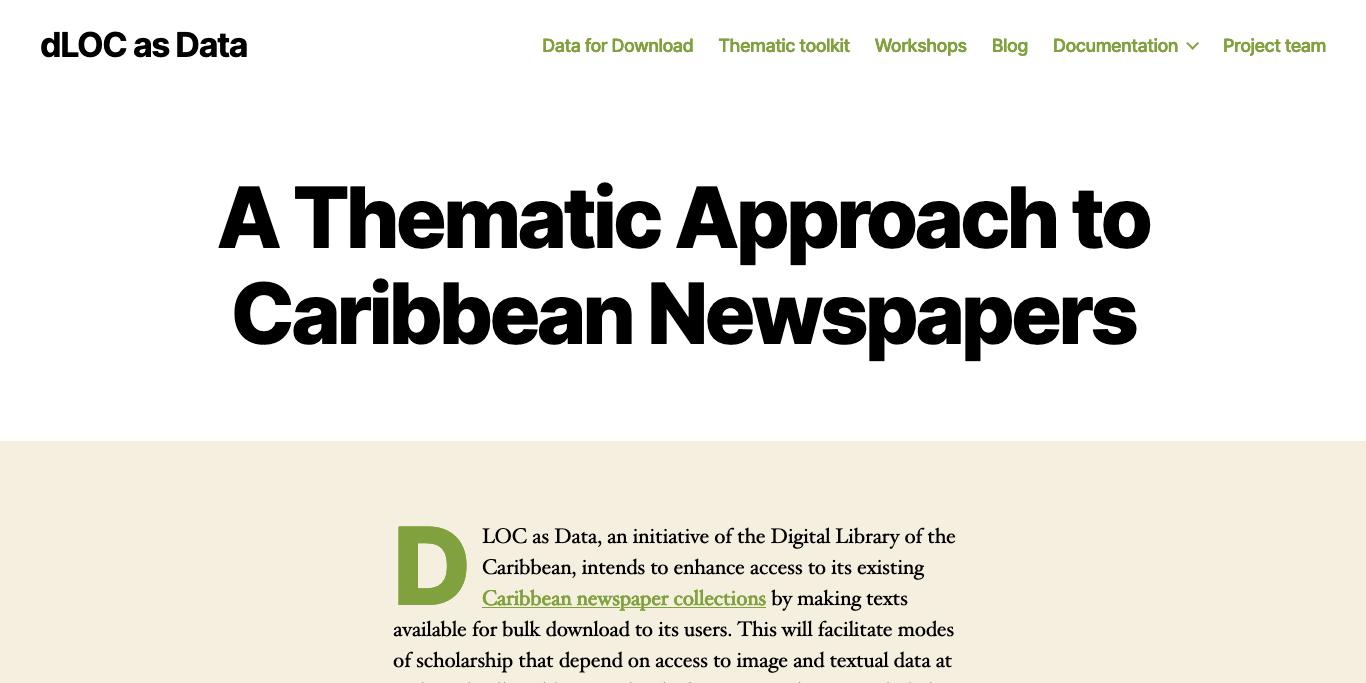 dLOC as Data
Data for Download
Thematic toolkit
Workshops
Blog
Documentation
Project team
A Thematic Approach to
Caribbean Newspapers
DLOC as Data, an initiative of the Digital Library of the
Caribbean, intends to enhance access to its existing
Caribbean newspaper collections by making texts
available for bulk download to its users. This will facilitate modes
of scholarship that depend on access to image and textual data at